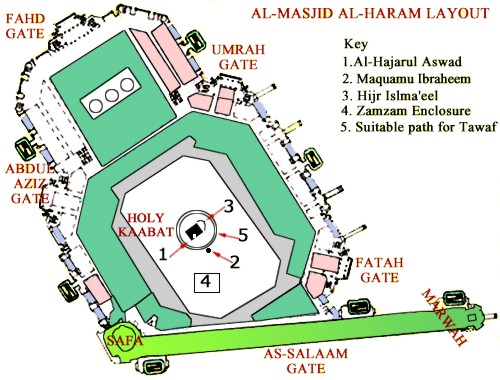 AL-MASJID AL-HARAM LAYOUT
FAHD
GATE
UMRAH
GATE
Key
1.Al-Hajarul Aswad
2. Maquamu Ibraheem
3. Hijr Islma'eel
4. Zamzam Enclosure
5. Suitable path for Tawaf
ABDUL
AZIZ
GATE
HOLY
KAABAT
3
5
1
2
4
FATAH
GATE
MARWAH
SAFA
AS-SALAAM
GATE